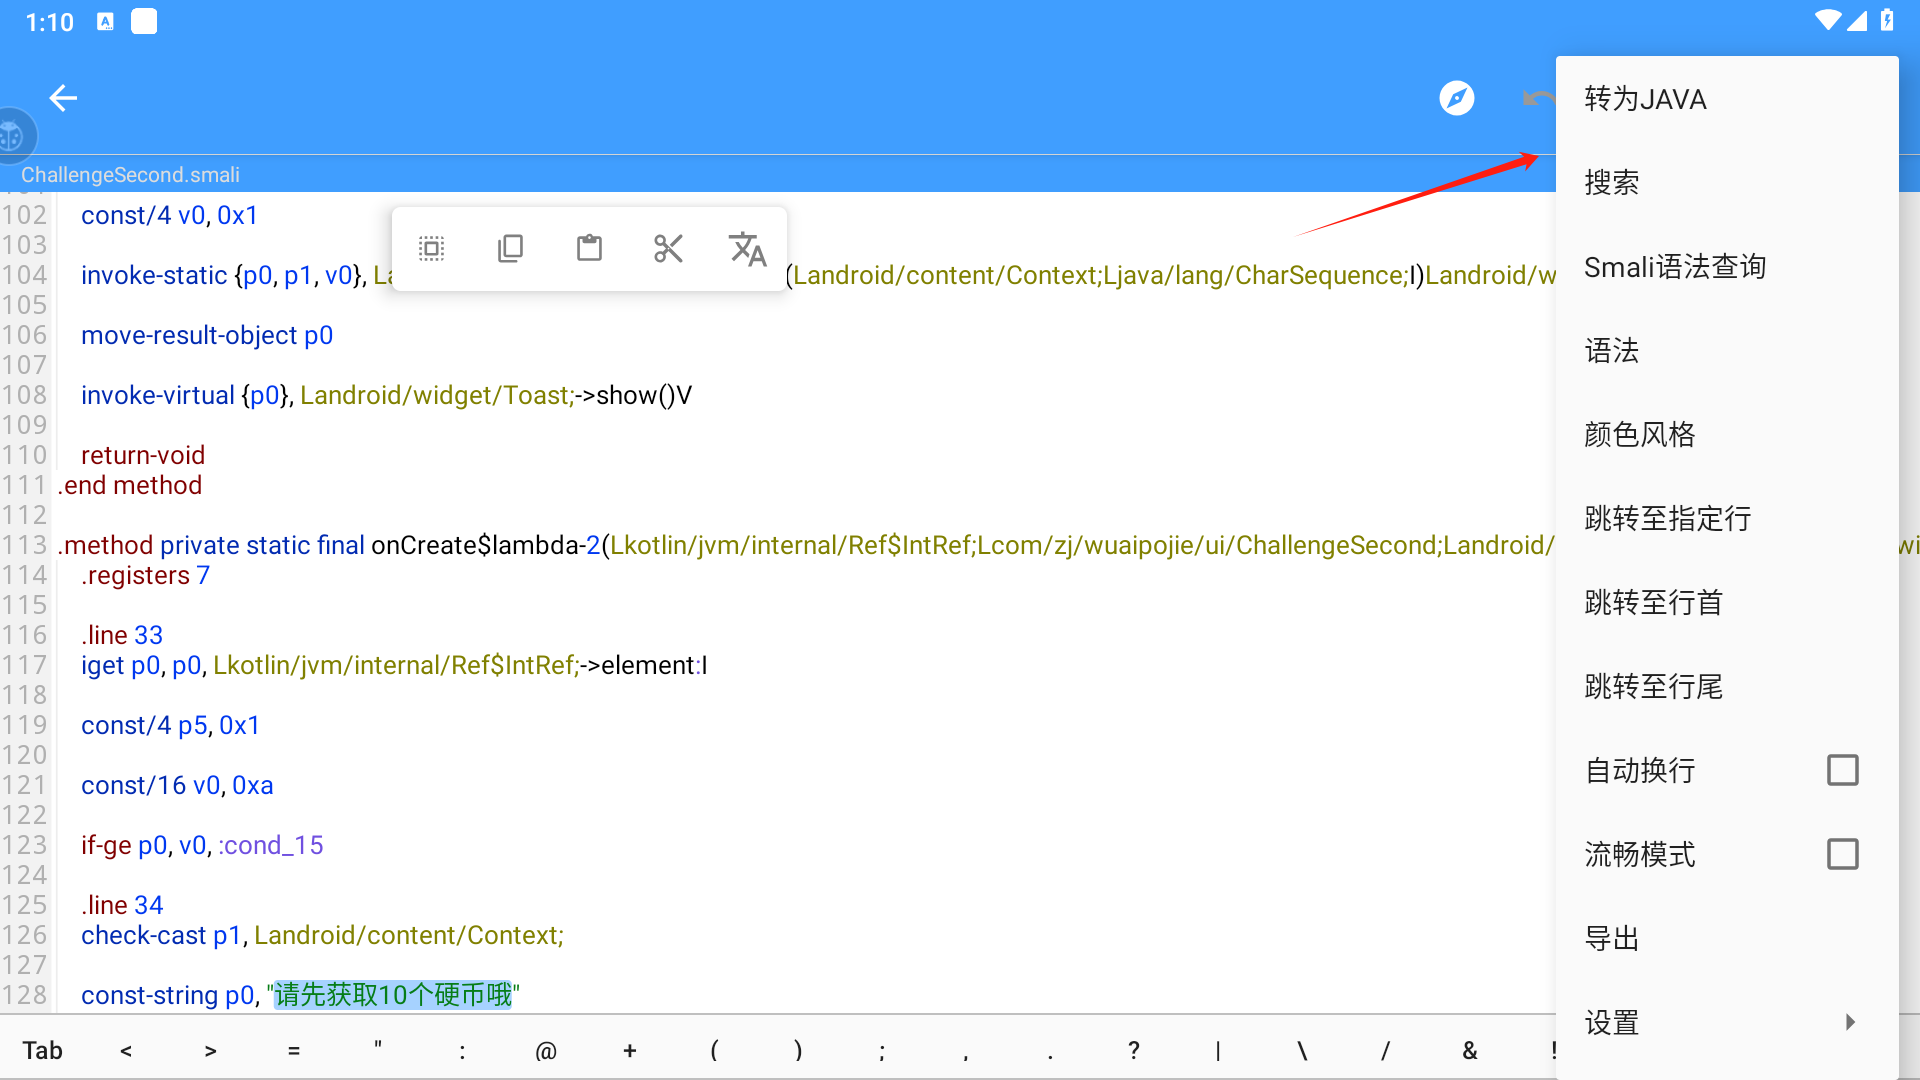 1:10
A
转为JAVA
ChallengeSecond.smali
搜索
102 const/4 v0, 0x1
103
Smali语法查询
104 invoke-static {p0, p1, v0}, (Landroid/content/Context;Ljava/lang/CharSequence;I)Landroid/w
105
106 move-result-object p0
语法
107
108 invoke-virtual {p0}, Landroid/widget/Toast;->show()V
109
颜色风格
110 return-void
111 .end method
112
跳转至指定行
113 .method private static final onCreate$lambda-2(Lkotlin/jvm/internal/Ref$IntRef;Lcom/zj/wuaipojie/ui/ChallengeSecond;Landroid/ wi
114 .registers 7
115
跳转至行首
116 .line 33
117 iget p0, p0, Lkotlin/jvm/internal/Ref$IntRef;->element:I
118
跳转至行尾
119 const/4 p5, 0x1
120
自动换行
121 const/16 v0, 0xa
122
123 if-ge p0, v0, :cond_15
流畅模式
124
125 .line 34
126 check-cast p1, Landroid/content/Context;
导出
127
128 const-string p0, "请先获取10个硬币哦"
设置
Tab < > = " : @ + ( ) ; , . ? | \ / & !